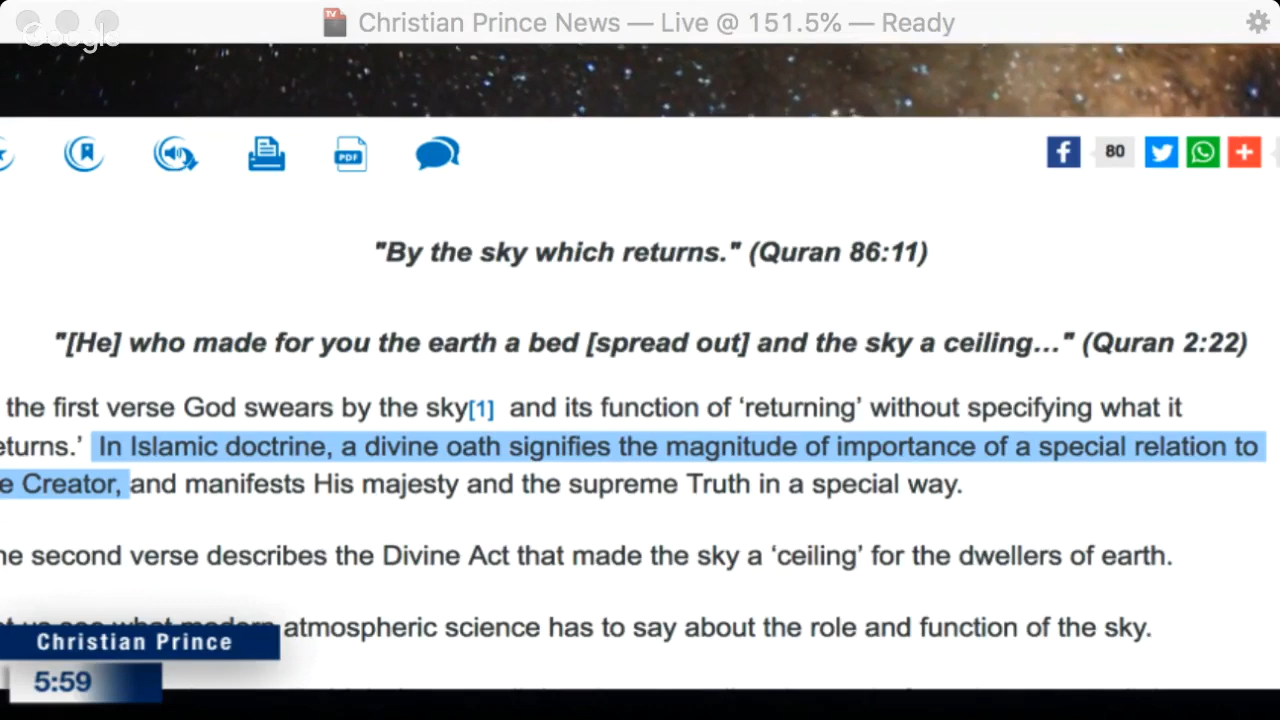 Christian Prince News — Live @ 151.5% — Ready
Google
TV
PDF
80
"By the sky which returns." (Quran 86:11)
"[He] who made for you the earth a bed [spread out] and the sky a ceiling…" (Quran 2:22)
the first verse God swears by the sky[1] and its function of ‘returning’ without specifying what it
eturns.’ In Islamic doctrine, a divine oath signifies the magnitude of importance of a special relation to
e Creator, and manifests His majesty and the supreme Truth in a special way.
he second verse describes the Divine Act that made the sky a ‘ceiling’ for the dwellers of earth.
atmospheric science has to say about the role and function of the sky.
Christian Prince
5:59